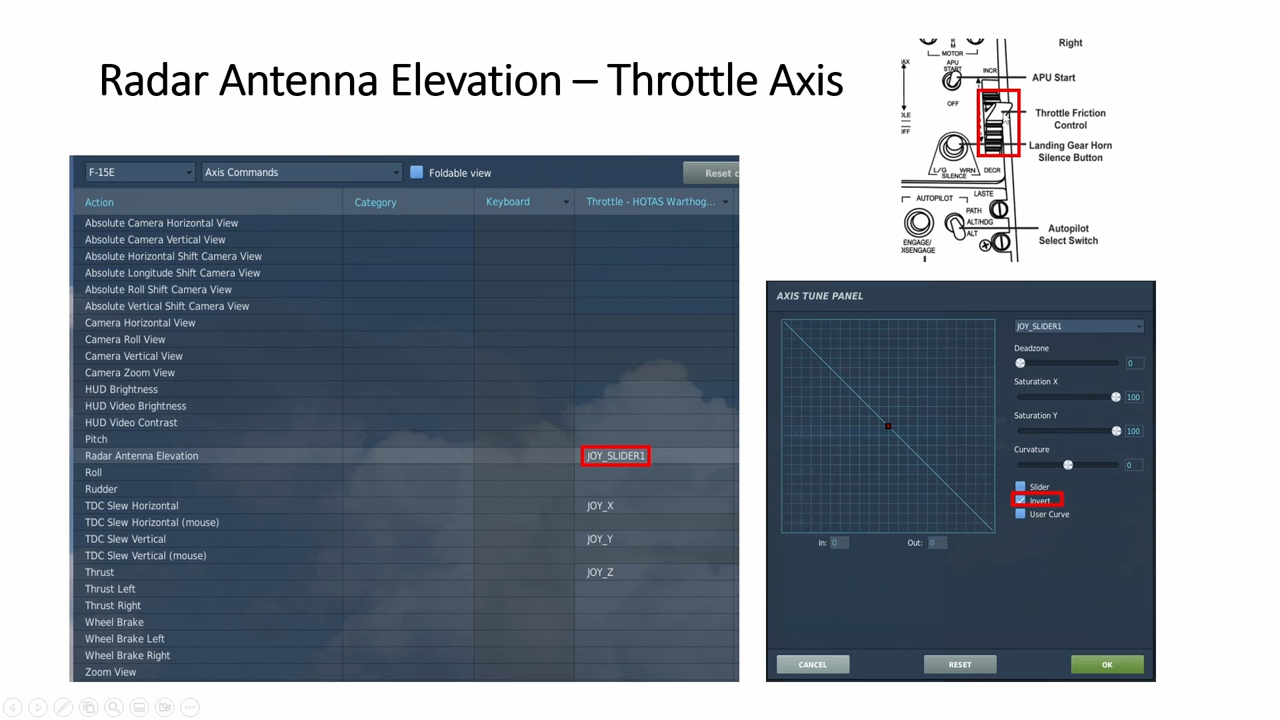 Radar Antenna Elevation – Throttle Axis
F-15E
Axis Commands
Foldable view
Reset c
Action
Category
Keyboard
Throttle - HOTAS Warthog...
Absolute Camera Horizontal View
Absolute Camera Vertical View
Absolute Horizontal Shift Camera View
Absolute Longitude Shift Camera View
Absolute Roll Shift Camera View
Absolute Vertical Shift Camera View
Camera Horizontal View
Camera Roll View
Camera Vertical View
Camera Zoom View
HUD Brightness
HUD Video Brightness
HUD Video Contrast
Pitch
Radar Antenna Elevation JOY_SLIDER1
Roll
Rudder
TDC Slew Horizontal JOY_X
TDC Slew Horizontal (mouse)
TDC Slew Vertical JOY_Y
TDC Slew Vertical (mouse)
Thrust JOY_Z
Thrust Left
Thrust Right
Wheel Brake
Wheel Brake Left
Wheel Brake Right
Zoom View
Right
R
M
MOTOR
APU
START
INCR
APU Start
OFF
Throttle Friction
Control
Landing Gear Horn
Silence Button
L/G WRN
SILENCE
DECR
LASTE
AUTOPILOT
PATH
ALT/HDG
ALT
ENGAGE/
DISENGAGE
Autopilot
Select Switch
AXIS TUNE PANEL
JOY_SLIDER1
Deadzone
0
Saturation X
100
Saturation Y
100
Curvature
0
Slider
Invert
User Curve
In: 0 Out: 0
CANCEL
RESET
OK